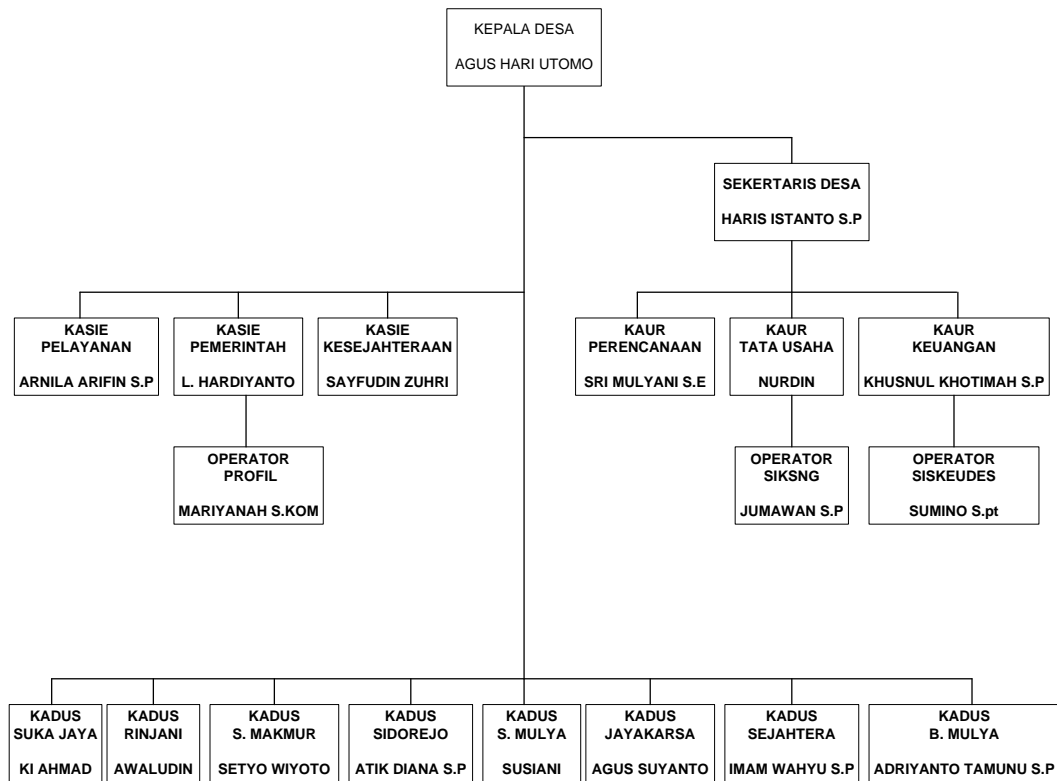 KEPALA DESA
AGUS HARI UTOMO
SEKERTARIS DESA
HARIS ISTANTO S.P
KASIE
PELAYANAN
ARNILA ARIFIN S.P
KASIE
PEMERINTAH
L. HARDIYANTO
KASIE
KESEJAHTERAAN
SAYFUDIN ZUHRI
KAUR
PERENCANAAN
SRI MULYANI S.E
KAUR
TATA USAHA
NURDIN
KAUR
KEUANGAN
KHUSNUL KHOTIMAH S.P
OPERATOR
PROFIL
MARIYANAH S.KOM
OPERATOR
SIKSNG
JUMAWAN S.P
OPERATOR
SISKEUDES
SUMINO S.pt
KADUS
SUKA JAYA
KI AHMAD
KADUS
RINJANI
AWALUDIN
KADUS
S. MAKMUR
SETYO WIYOTO
KADUS
SIDOREJO
ATIK DIANA S.P
KADUS
S. MULYA
SUSIANI
KADUS
JAYAKARSA
AGUS SUYANTO
KADUS
SEJAHTERA
IMAM WAHYU S.P
KADUS
B. MULYA
ADRIYANTO TAMUNU S.P